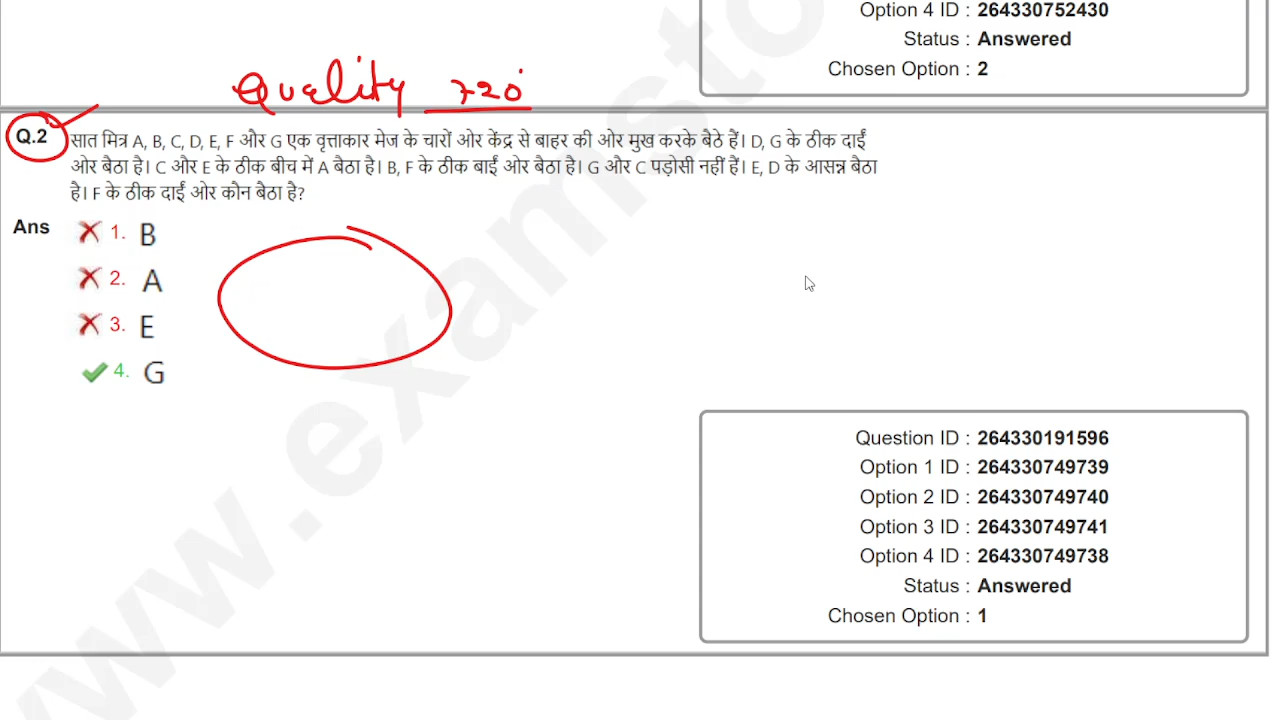 Option 4 ID : 264330752430
Status : Answered
Chosen Option : 2
Quality 720
Q.2
सात मित्र A, B, C, D, E, F और G एक वृत्ताकार मेज के चारों ओर केंद्र से बाहर की ओर मुख करके बैठे हैं। D, G के ठीक दाईं
ओर बैठा है। C और E के ठीक बीच में A बैठा है। B, F के ठीक बाईं ओर बैठा है। G और C पड़ोसी नहीं हैं। E, D के आसन्न बैठा
है। F के ठीक दाईं ओर कौन बैठा है?
Ans
1. B
2. A
3. E
4. G
Question ID : 264330191596
Option 1 ID : 264330749739
Option 2 ID : 264330749740
Option 3 ID : 264330749741
Option 4 ID : 264330749738
Status : Answered
Chosen Option : 1
www.examsto